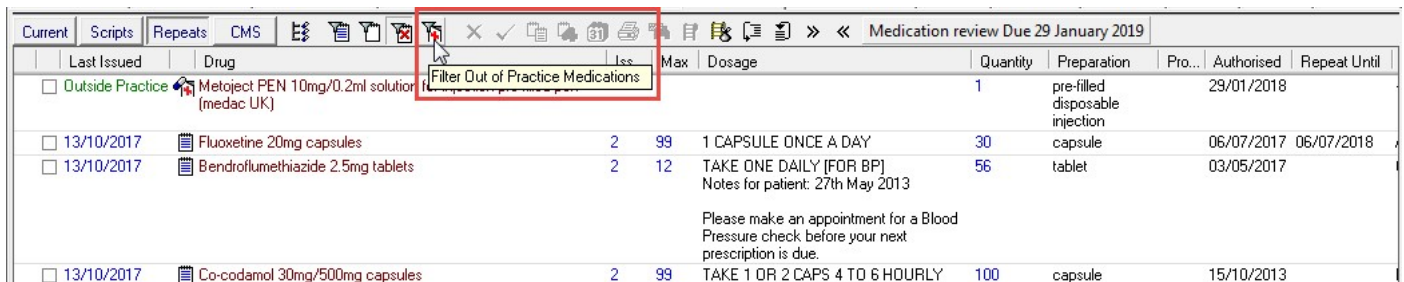 Current Scripts Repeats CMS Medication review Due 29 January 2019
Last Issued Drug Iss Max Dosage Quantity Preparation Pro... Authorised Repeat Until
Filter Out of Practice Medications
Outside Practice Metoject PEN 10mg/0.2ml solution for injection pre-filled pen 1 pre-filled 29/01/2018
(medac UK) disposable
injection
13/10/2017 Fluoxetine 20mg capsules 2 99 1 CAPSULE ONCE A DAY 30 capsule 06/07/2017 06/07/2018
13/10/2017 Bendroflumethiazide 2.5mg tablets 2 12 TAKE ONE DAILY [FOR BP] 56 tablet 03/05/2017
Notes for patient: 27th May 2013
Please make an appointment for a Blood
Pressure check before your next
prescription is due.
13/10/2017 Co-codamol 30mg/500mg capsules 2 99 TAKE 1 OR 2 CAPS 4 TO 6 HOURLY 100 capsule 15/10/2013